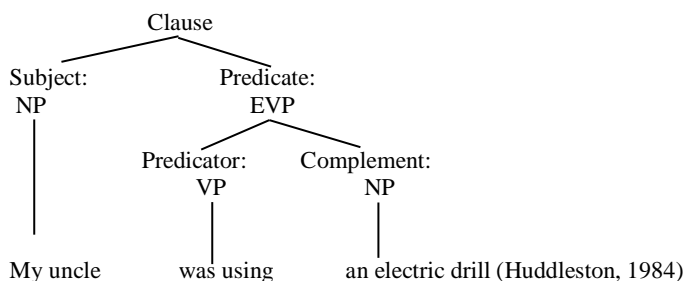 Clause
Subject: Predicate:
NP EVP
Predicator: Complement:
VP NP
My uncle was using an electric drill (Huddleston, 1984)